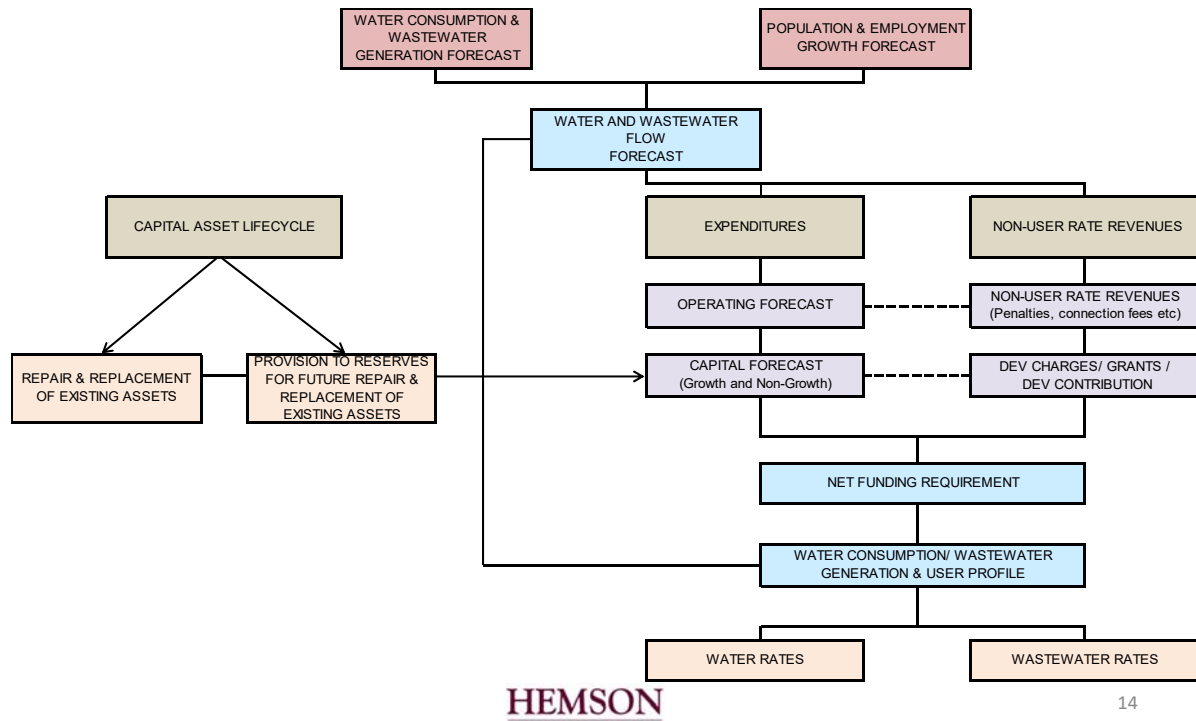 WATER CONSUMPTION &
WASTEWATER
GENERATION FORECAST
POPULATION & EMPLOYMENT
GROWTH FORECAST
WATER AND WASTEWATER
FLOW
FORECAST
CAPITAL ASSET LIFECYCLE
EXPENDITURES
NON-USER RATE REVENUES
OPERATING FORECAST
NON-USER RATE REVENUES
(Penalties, connection fees etc)
REPAIR & REPLACEMENT
OF EXISTING ASSETS
PROVISION TO RESERVES
FOR FUTURE REPAIR &
REPLACEMENT OF
EXISTING ASSETS
CAPITAL FORECAST
(Growth and Non-Growth)
DEV CHARGES/ GRANTS /
DEV CONTRIBUTION
NET FUNDING REQUIREMENT
WATER CONSUMPTION/ WASTEWATER
GENERATION & USER PROFILE
WATER RATES
WASTEWATER RATES
HEMSON
14